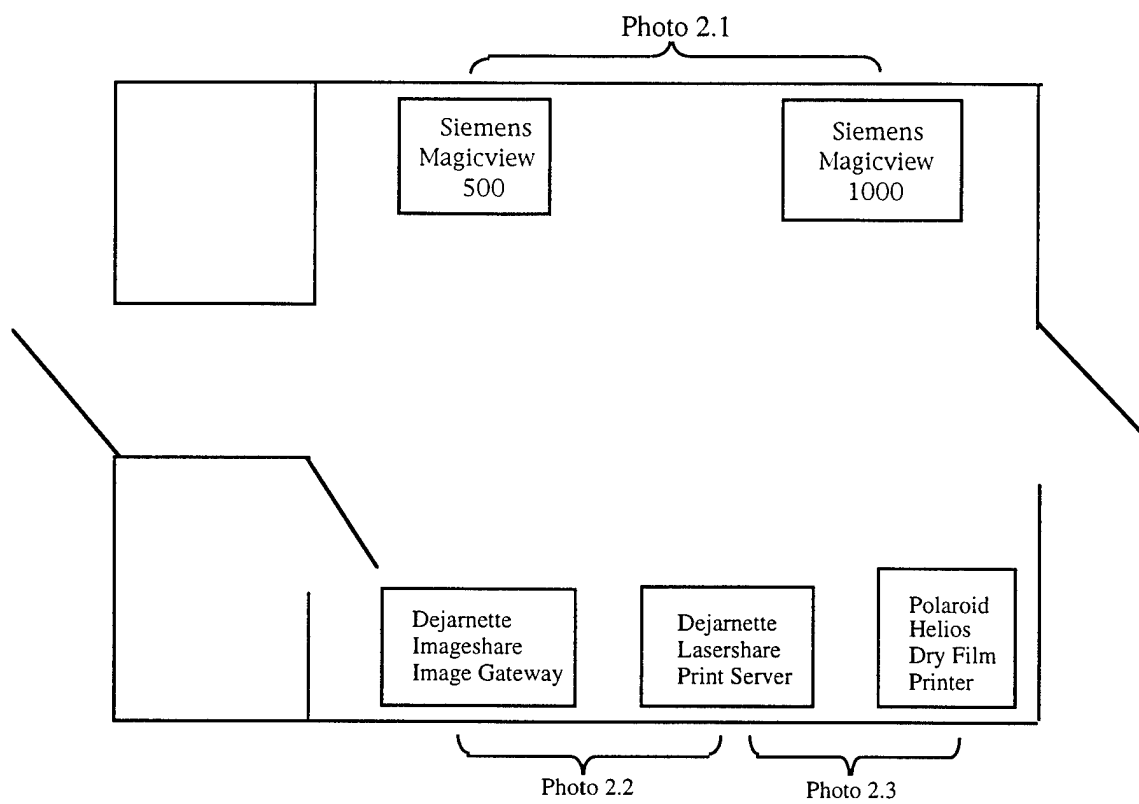 Photo 2.1
Siemens
Magicview
500
Siemens
Magicview
1000
Dejarnette
Imageshare
Image Gateway
Dejarnette
Lasershare
Print Server
Polaroid
Helios
Dry Film
Printer
Photo 2.2
Photo 2.3